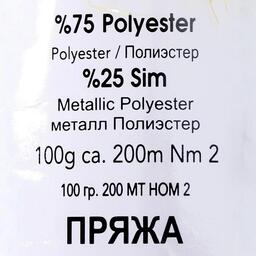 %75 Polyester
Polyester / Полиэстер
%25 Sim
Metallic Polyester
металл Полиэстер
100g ca. 200m Nm 2
100 гр. 200 МТ НОМ 2
ПРЯЖА